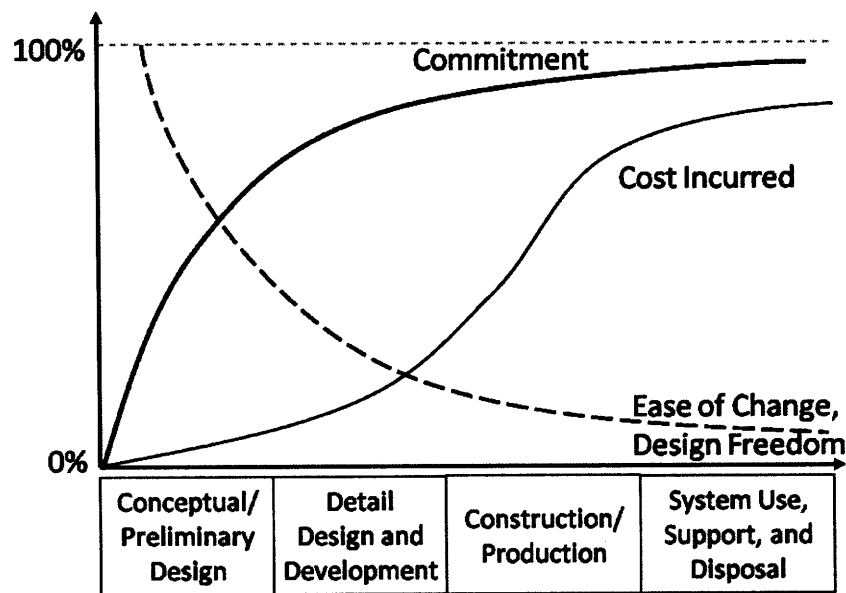 100%
Commitment
Cost Incurred
Ease of Change,
Design Freedom
0%
Conceptual/
Preliminary
Design
Detail
Design and
Development
Construction/
Production
System Use,
Support, and
Disposal